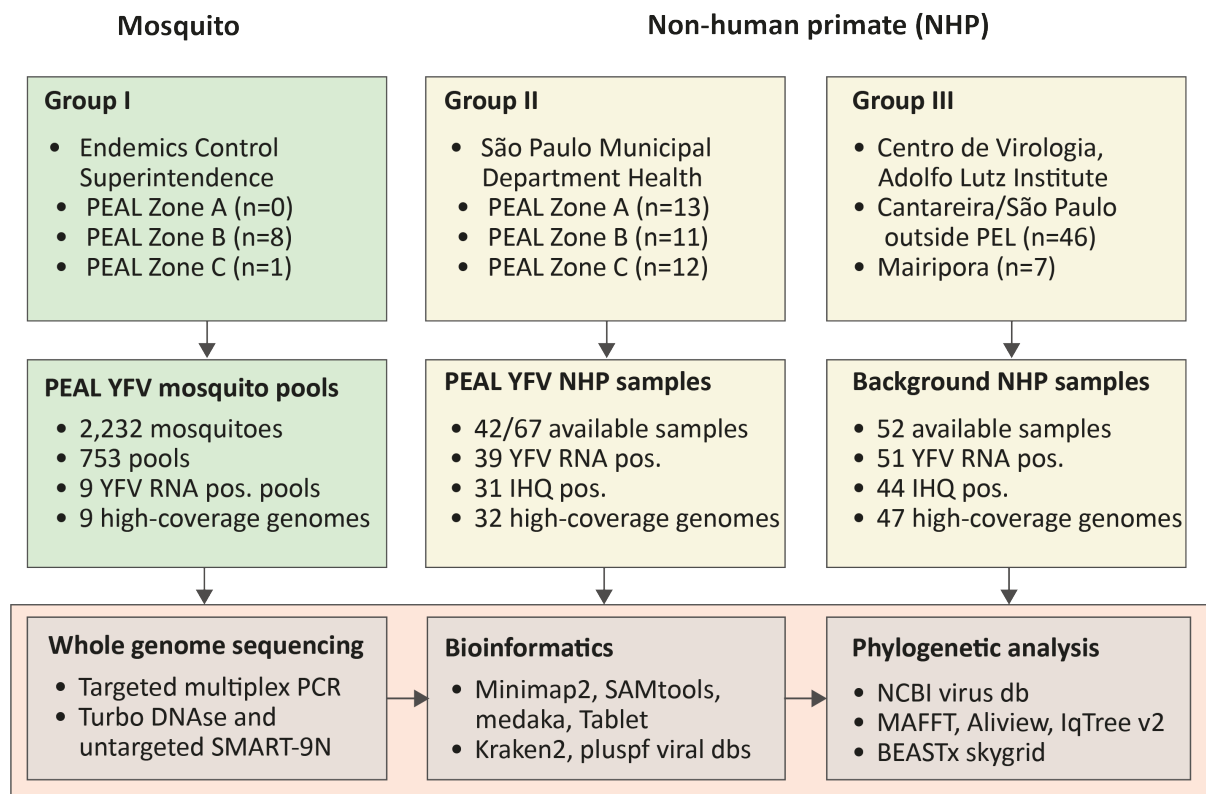 Mosquito
Non-human primate (NHP)
Group I
• Endemics Control
Superintendence
• PEAL Zone A (n=0)
• PEAL Zone B (n=8)
• PEAL Zone C (n=1)
Group II
• São Paulo Municipal
Department Health
• PEAL Zone A (n=13)
• PEAL Zone B (n=11)
• PEAL Zone C (n=12)
Group III
• Centro de Virologia,
Adolfo Lutz Institute
• Cantareira/São Paulo
outside PEL (n=46)
• Mairipora (n=7)
PEAL YFV mosquito pools
• 2,232 mosquitoes
• 753 pools
• 9 YFV RNA pos. pools
• 9 high-coverage genomes
PEAL YFV NHP samples
• 42/67 available samples
• 39 YFV RNA pos.
• 31 IHQ pos.
• 32 high-coverage genomes
Background NHP samples
• 52 available samples
• 51 YFV RNA pos.
• 44 IHQ pos.
• 47 high-coverage genomes
Whole genome sequencing
• Targeted multiplex PCR
• Turbo DNAse and
untargeted SMART-9N
Bioinformatics
• Minimap2, SAMtools,
medaka, Tablet
• Kraken2, pluspf viral dbs
Phylogenetic analysis
• NCBI virus db
• MAFFT, Aliview, IqTree v2
• BEASTx skygrid